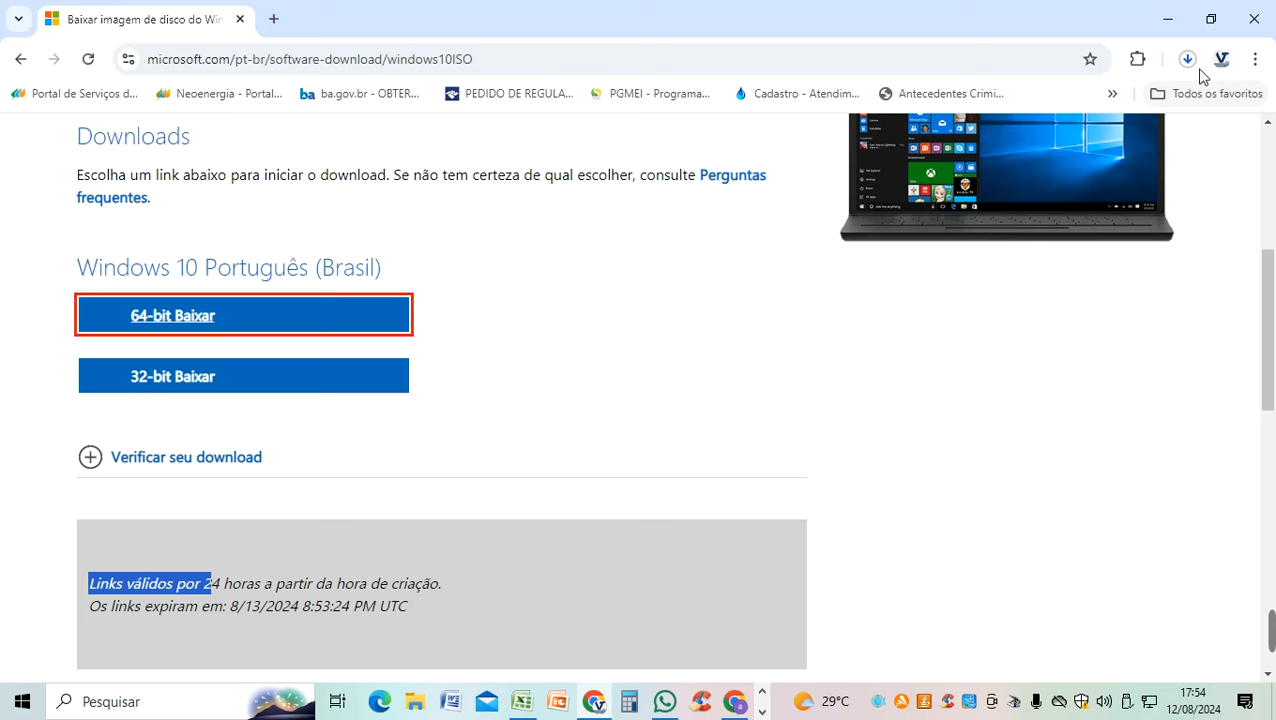 Baixar imagem de disco do Win
microsoft.com/pt-br/software-download/windows10ISO
Portal de Serviços d...
Neoenergia - Portal...
ba.gov.br - OBTER...
PEDIDO DE REGULA...
PGMEI - Programa...
Cadastro - Atendim...
Antecedentes Crimi...
Todos os favoritos
Downloads
Escolha um link abaixo para iniciar o download. Se não tem certeza de qual escolher, consulte Perguntas
frequentes.
Windows 10 Português (Brasil)
64-bit Baixar
32-bit Baixar
Verificar seu download
Links válidos por 24 horas a partir da hora de criação.
Os links expiram em: 8/13/2024 8:53:24 PM UTC
Pesquisar
29°C
17:54
12/08/2024